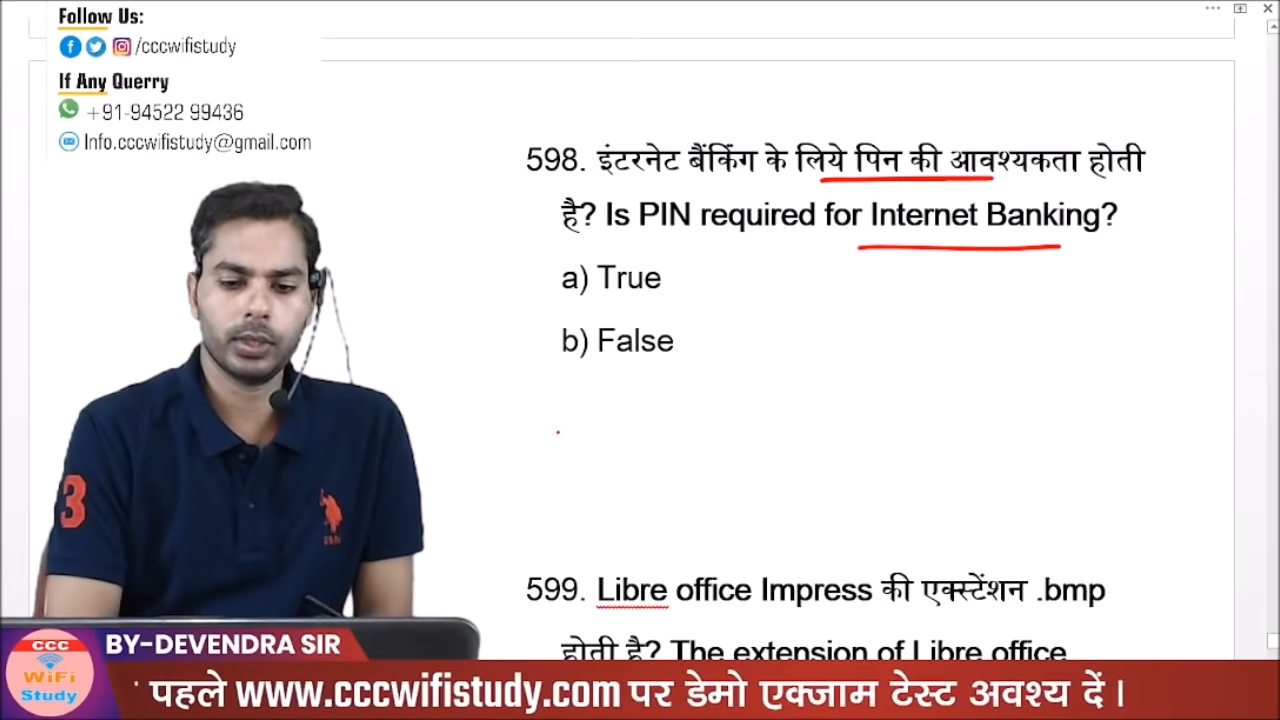 Follow Us:
/cccwifistudy
If Any Querry
+91-94522 99436
Info.cccwifistudy@gmail.com
598. इंटरनेट बैंकिंग के लिये पिन की आवश्यकता होती
है? Is PIN required for Internet Banking?
a) True
b) False
3
599. Libre office Impress की एक्स्टेंशन .bmp
होती है? The extension of Libre office
BY-DEVENDRA SIR
CCC
WiFi
Study
पहले www.cccwifistudy.com पर डेमो एक्जाम टेस्ट अवश्य दें ।